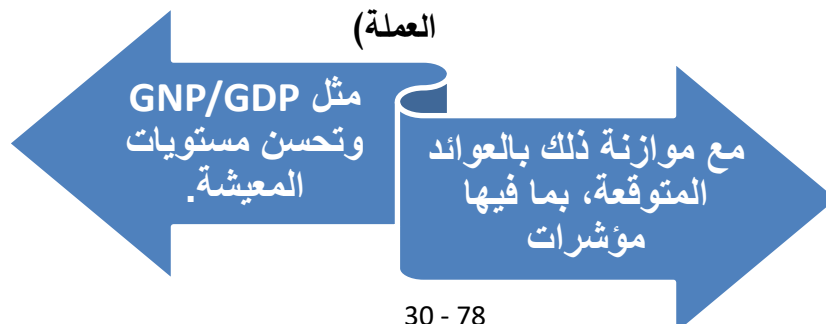 العملة)
مع موازنة ذلك بالعوائد
المتوقعة، بما فيها
مؤشرات
مثل GNP/GDP
وتحسن مستويات
المعيشة.
30 - 78